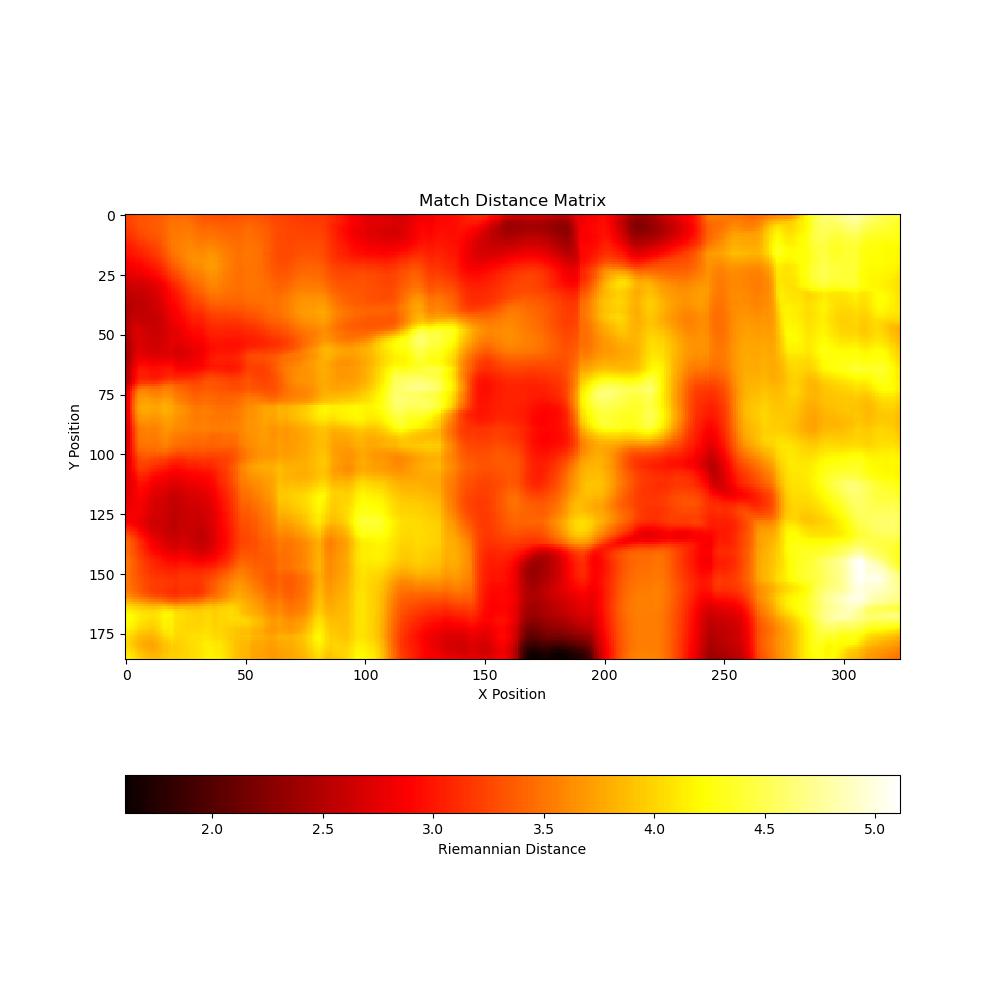 Match Distance Matrix
0
25
50
75
100
125
150
175
Y Position
0 50 100 150 200 250 300
X Position
2.0 2.5 3.0 3.5 4.0 4.5 5.0
Riemannian Distance